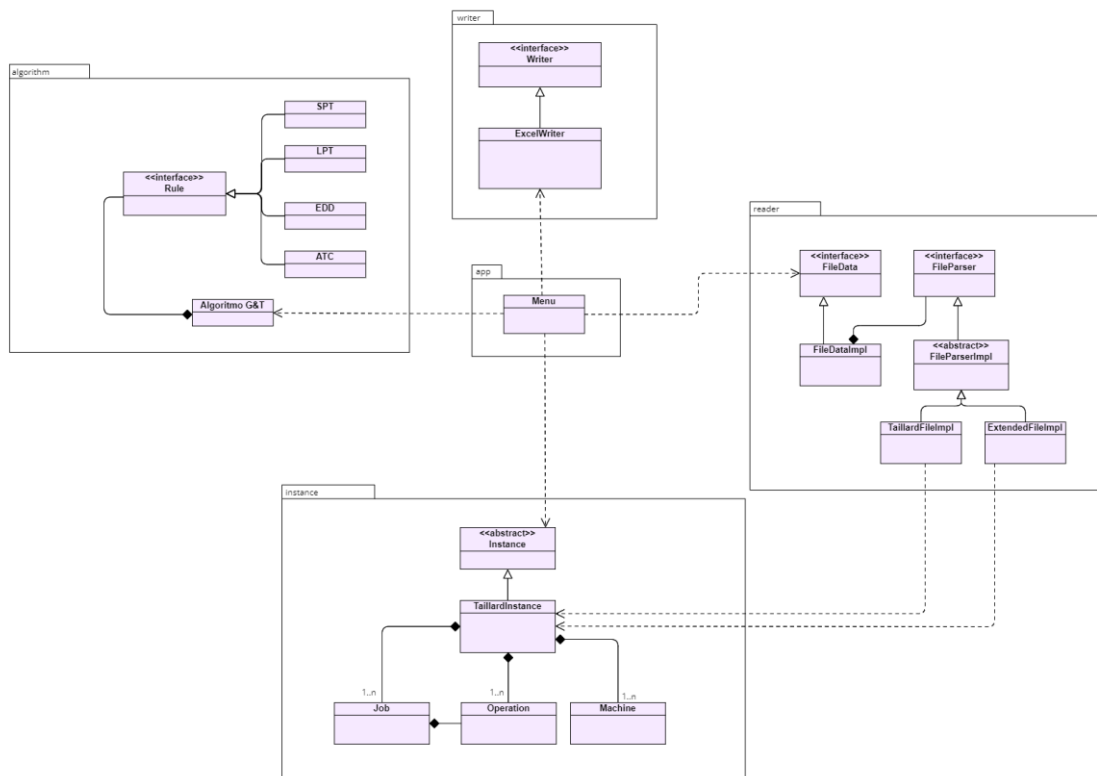 writer
<<interface>>
Writer
ExcelWriter
algorithm
SPT
LPT
<<interface>>
Rule
EDD
ATC
Algoritmo G&T
app
Menu
reader
<<interface>>
FileData
<<interface>>
FileParser
FileDataImpl
<<abstract>>
FileParserImpl
TaillardFileImpl
ExtendedFileImpl
instance
<<abstract>>
Instance
TaillardInstance
1..n
1..n
1..n
Job
Operation
Machine